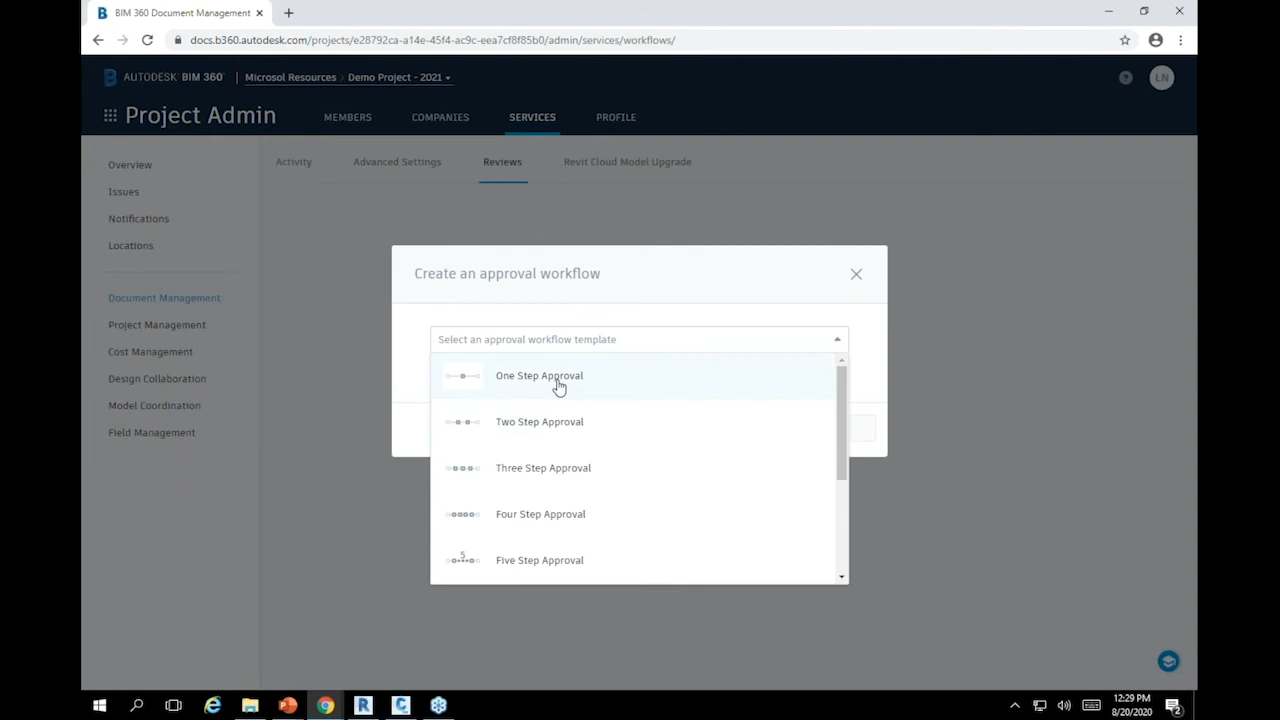 BIM 360 Document Management
docs.b360.autodesk.com/projects/e28792ca-a14e-45f4-ac9c-eea7cf8f85b0/admin/services/workflows/
AUTODESK® BIM 360® Microsol Resources > Demo Project - 2021
? LN
Project Admin MEMBERS COMPANIES SERVICES PROFILE
Activity Advanced Settings Reviews Revit Cloud Model Upgrade
Overview
Issues
Notifications
Locations
Document Management
Project Management
Cost Management
Design Collaboration
Model Coordination
Field Management
Create an approval workflow
Select an approval workflow template
One Step Approval
Two Step Approval
Three Step Approval
Four Step Approval
5
Five Step Approval
12:29 PM
8/20/2020
2